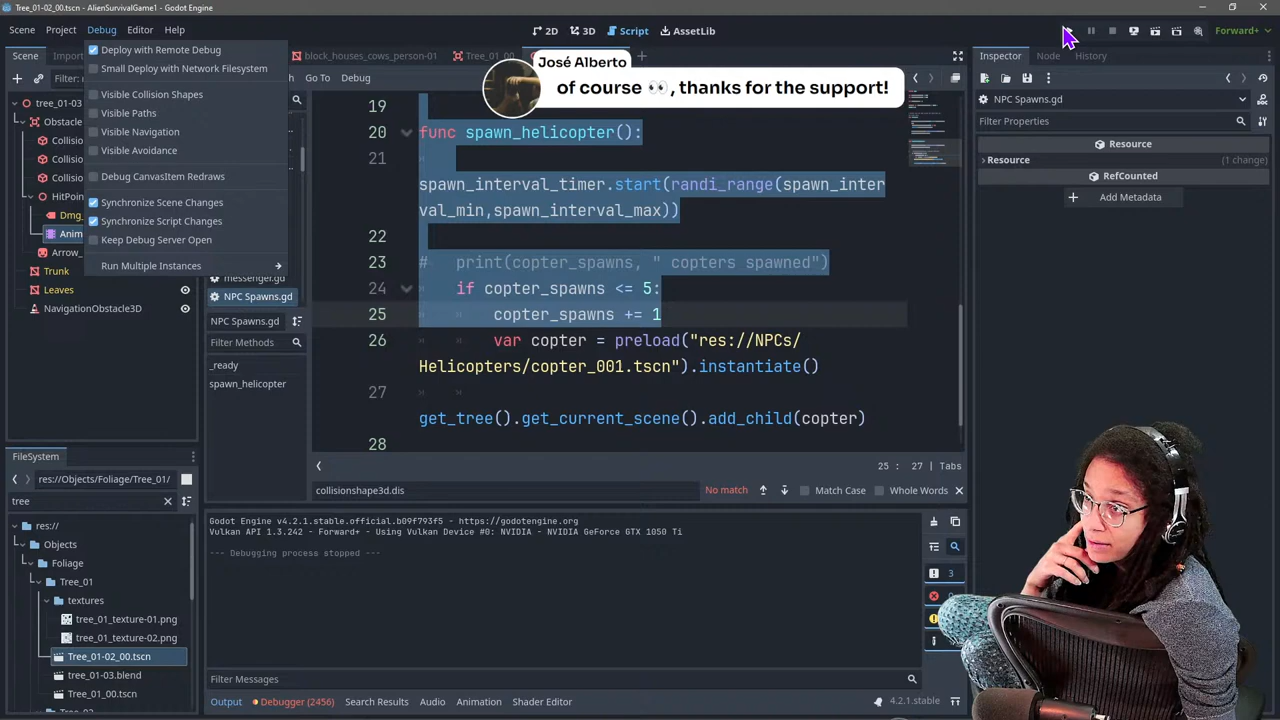 Tree_01-02_00.tscn - AlienSurvivalGame1 - Godot Engine
Scene Project Debug Editor Help
2D 3D Script AssetLib
Forward+
Deploy with Remote Debug
Small Deploy with Network Filesystem
Visible Collision Shapes
Visible Paths
Visible Navigation
Visible Avoidance
Debug CanvasItem Redraws
Synchronize Scene Changes
Synchronize Script Changes
Keep Debug Server Open
Run Multiple Instances
Scene Import
Filter
tree_01-03
Obstacle
Collisio
Collisio
Collisio
HitPoin
Dmg_
Anim
Arrow_
Trunk
Leaves
NavigationObstacle3D
block_houses_cows_person-01 Tree_01_00
Go To Debug
José Alberto
of course 👀, thanks for the support!
messenger.gd
NPC Spawns.gd
NPC Spawns.gd
Filter Methods
_ready
spawn_helicopter
19
20 func spawn_helicopter():
21
spawn_interval_timer.start(randi_range(spawn_inter
val_min,spawn_interval_max))
22
23 # print(copter_spawns, " copters spawned")
24 if copter_spawns <= 5:
25 copter_spawns += 1
26 var copter = preload("res://NPCs/
Helicopters/copter_001.tscn").instantiate()
27
get_tree().get_current_scene().add_child(copter)
28
25 : 27 | Tabs
collisionshape3d.dis
No match
Match Case
Whole Words
Godot Engine v4.2.1.stable.official.b09f793f5 - https://godotengine.org
Vulkan API 1.3.242 - Forward+ - Using Vulkan Device #0: NVIDIA - NVIDIA GeForce GTX 1050 Ti
--- Debugging process stopped ---
3
Filter Messages
Output Debugger (2456) Search Results Audio Animation Shader Editor
4.2.1.stable
FileSystem
res://Objects/Foliage/Tree_01/
tree
res://
Objects
Foliage
Tree_01
textures
tree_01_texture-01.png
tree_01_texture-02.png
Tree_01-02_00.tscn
tree_01-03.blend
Tree_01_00.tscn
Inspector Node History
NPC Spawns.gd
Filter Properties
Resource
Resource (1 change)
RefCounted
Add Metadata